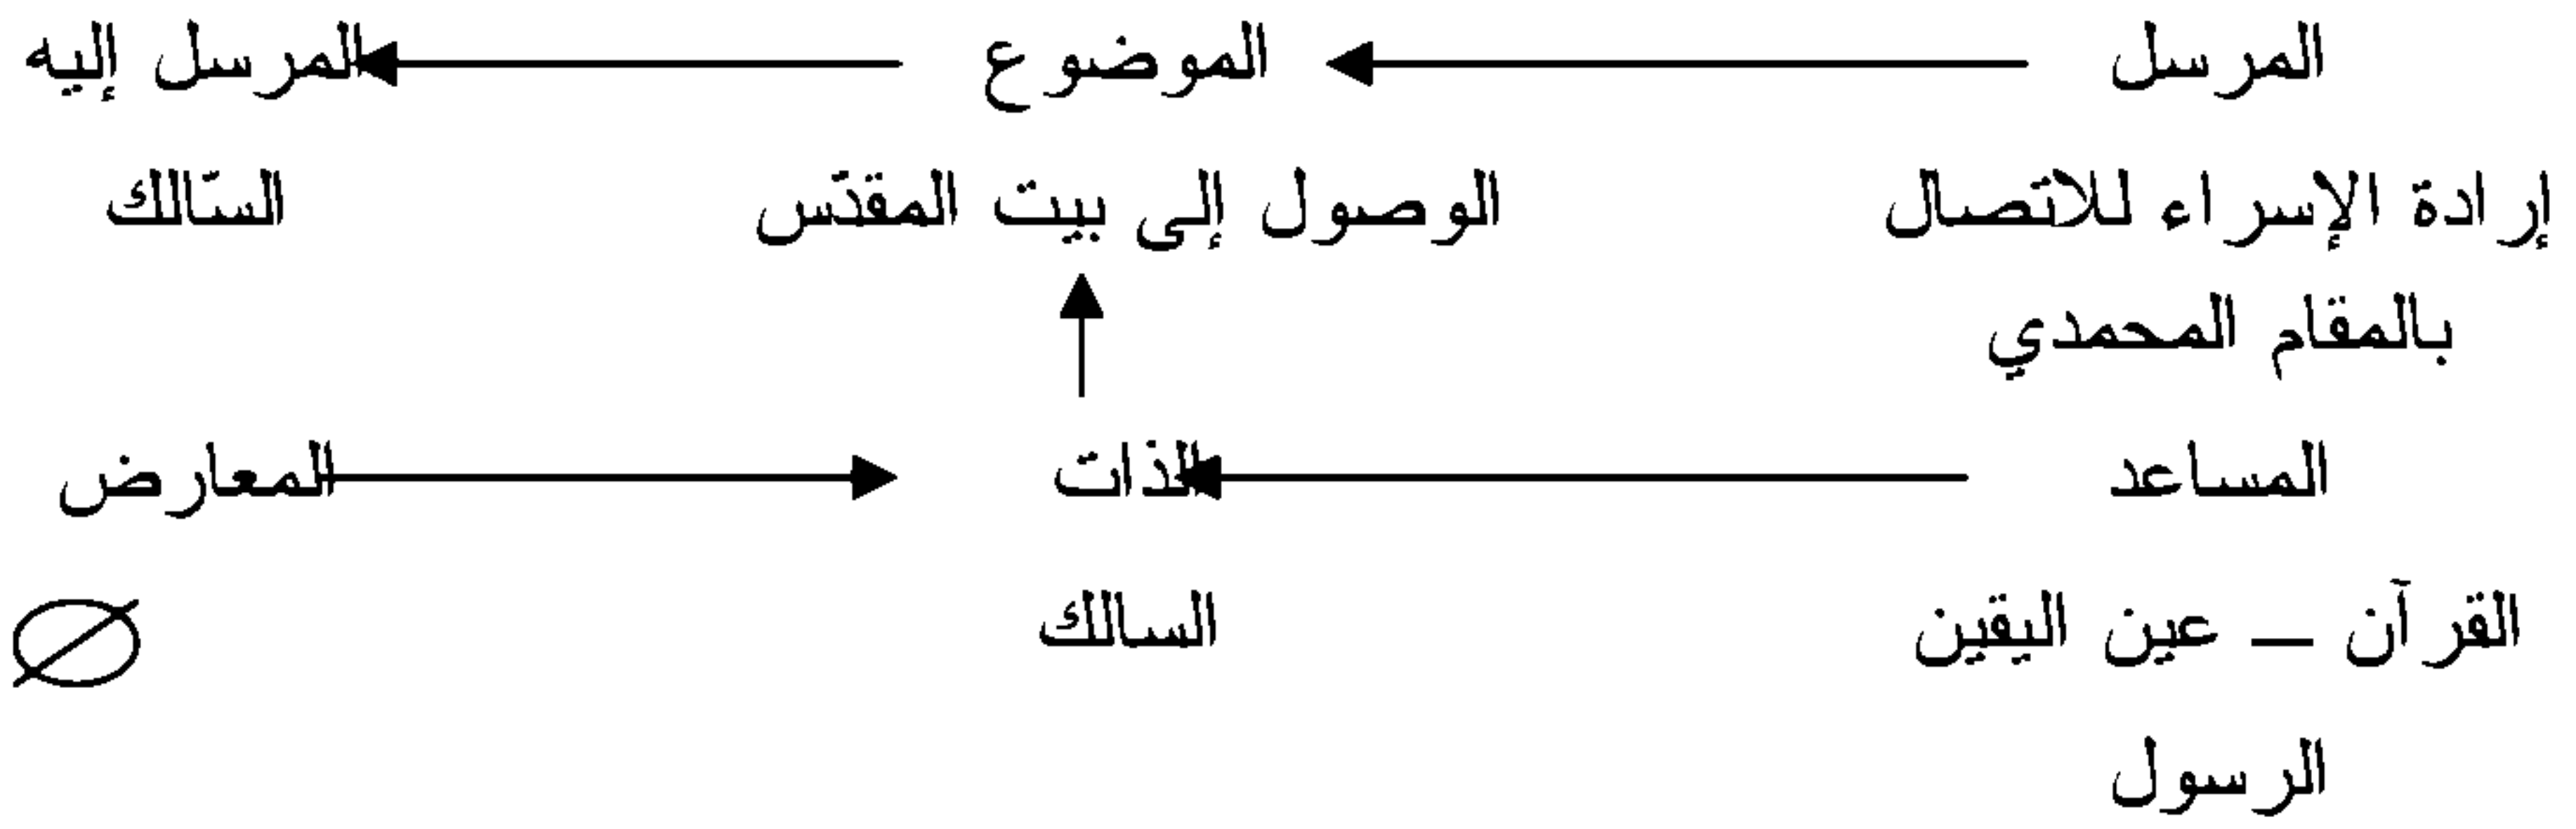 المرسل الموضوع المرسل إليه
إرادة الإسراء للاتصال الوصول إلى بيت المقدّس السّالك
بالمقام المحمدي
المساعد الذات المعارض
القرآن – عين اليقين السالك Ø
الرسول